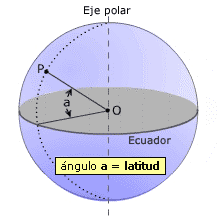 Eje polar
P
a
O
Ecuador
ángulo a = latitud